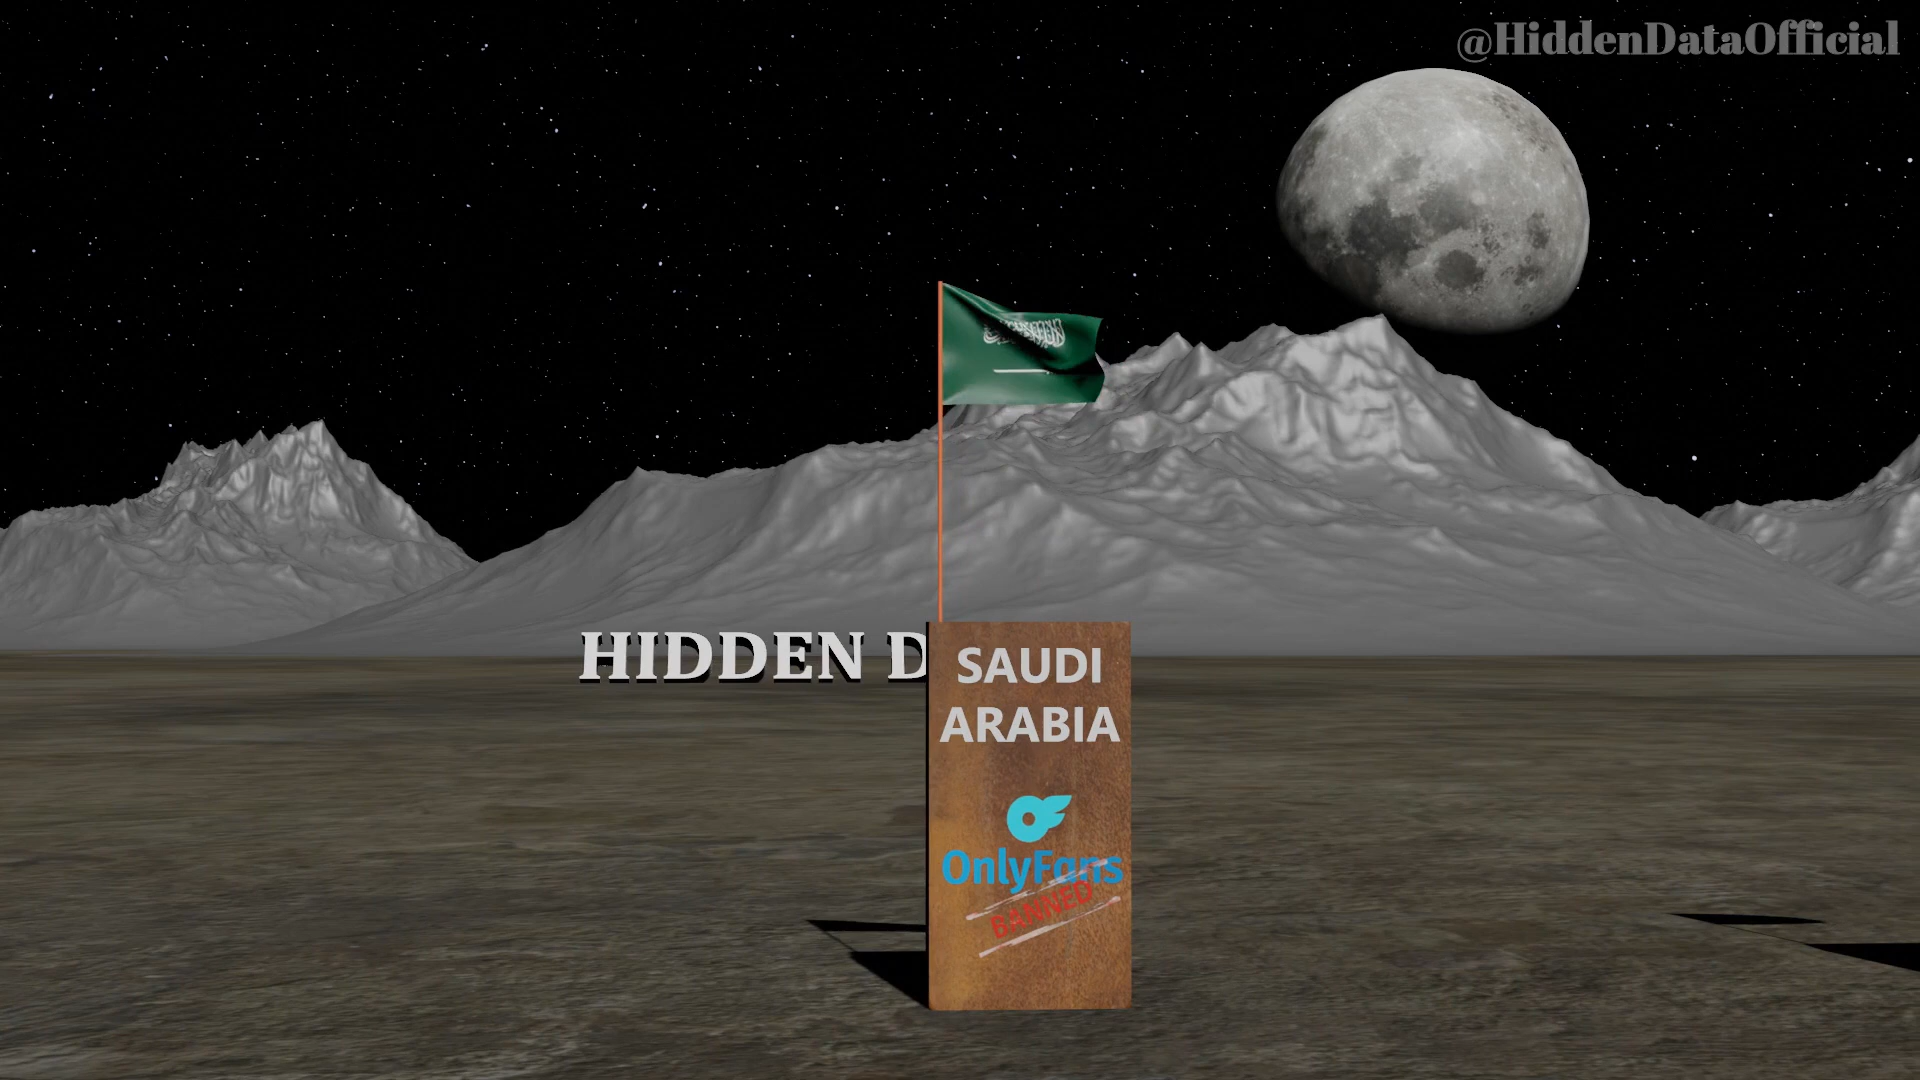 @HiddenDataOfficial
HIDDEN D
SAUDI
ARABIA
OnlyFans
BANNED